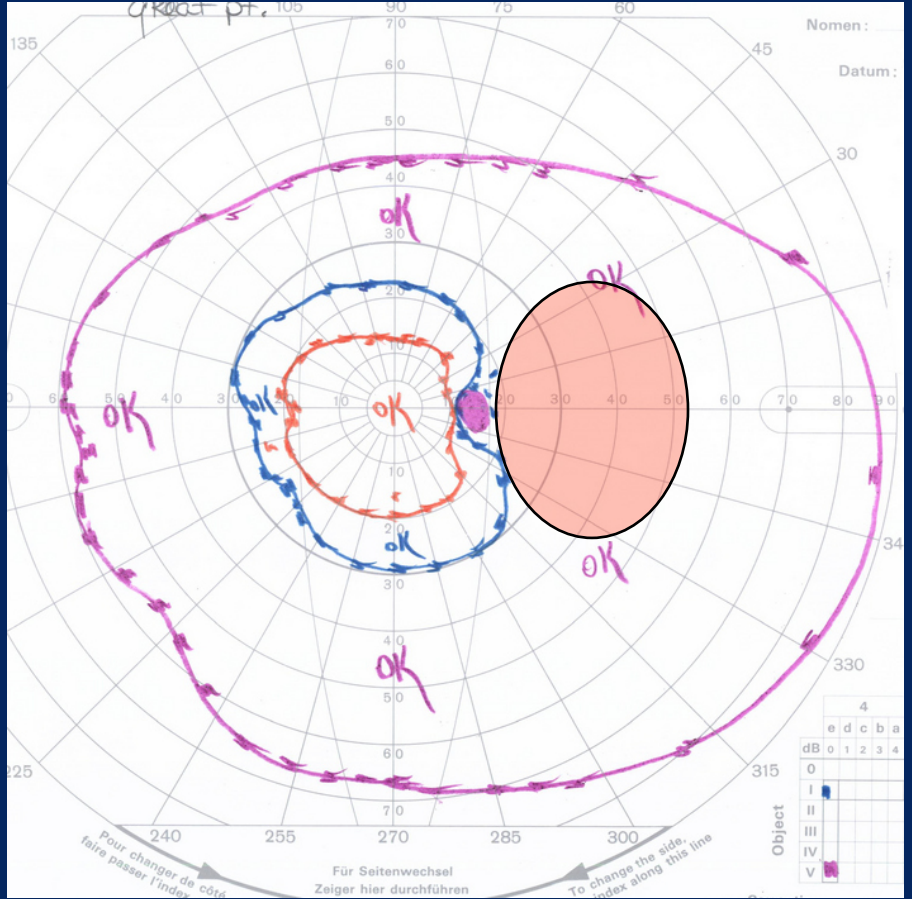 great pt.
105 90 75 60
135 70 45
Nomen:
Datum:
60
50
40
30
30
20
10
OK
OK
OK
OK
OK
OK
OK
OK
60 50 40 30 20 10 20 30 40 50 60 70 80 90
10
20
30
40
50
60
70
34
330
315
225
240 255 270 285 300
Pour changer de côté,
faire passer l'index
Für Seitenwechsel
Zeiger hier durchführen
To change the side,
index along this line
4
e d c b a
dB 0 1 2 3 4
Object
0
I
II
III
IV
V